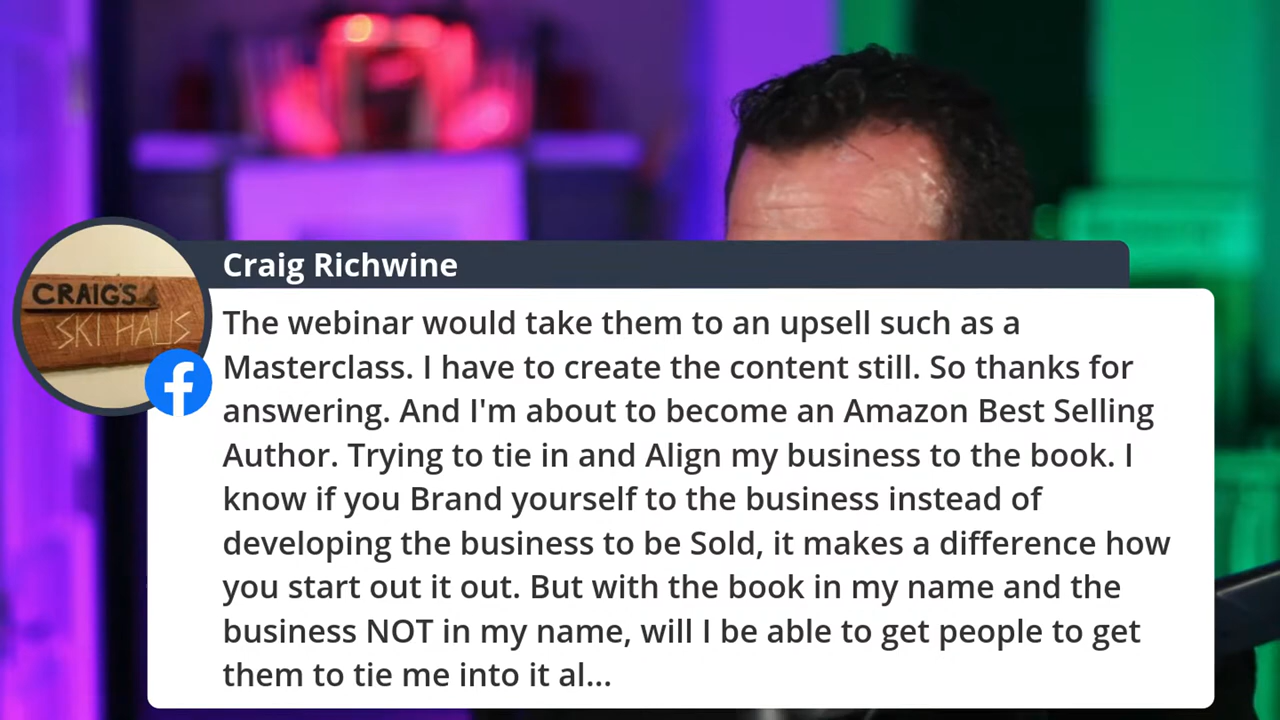 Craig Richwine
CRAIG'S
SKI HAUS
The webinar would take them to an upsell such as a
Masterclass. I have to create the content still. So thanks for
answering. And I'm about to become an Amazon Best Selling
Author. Trying to tie in and Align my business to the book. I
know if you Brand yourself to the business instead of
developing the business to be Sold, it makes a difference how
you start out it out. But with the book in my name and the
business NOT in my name, will I be able to get people to get
them to tie me into it al...